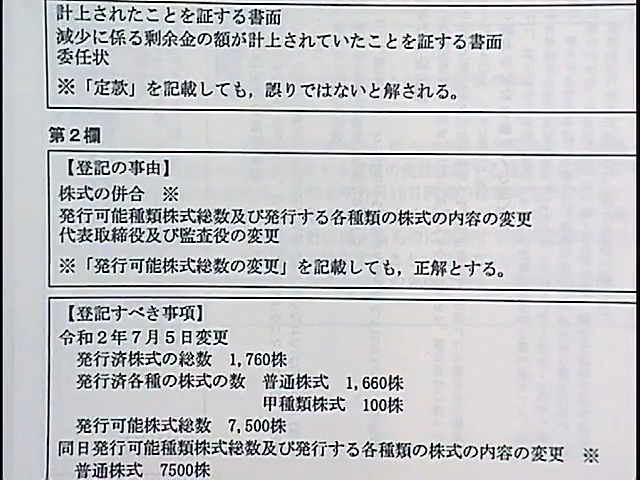 計上されたことを証する書面
減少に係る剰余金の額が計上されていたことを証する書面
委任状
※「定款」を記載しても,誤りではないと解される。
第2欄
【登記の事由】
株式の併合 ※
発行可能種類株式総数及び発行する各種類の株式の内容の変更
代表取締役及び監査役の変更
※「発行可能株式総数の変更」を記載しても,正解とする。
【登記すべき事項】
令和2年7月5日変更
発行済株式の総数 1,760株
発行済各種の株式の数 普通株式 1,660株
甲種類株式 100株
発行可能株式総数 7,500株
同日発行可能種類株式総数及び発行する各種類の株式の内容の変更 ※
普通株式 7500株